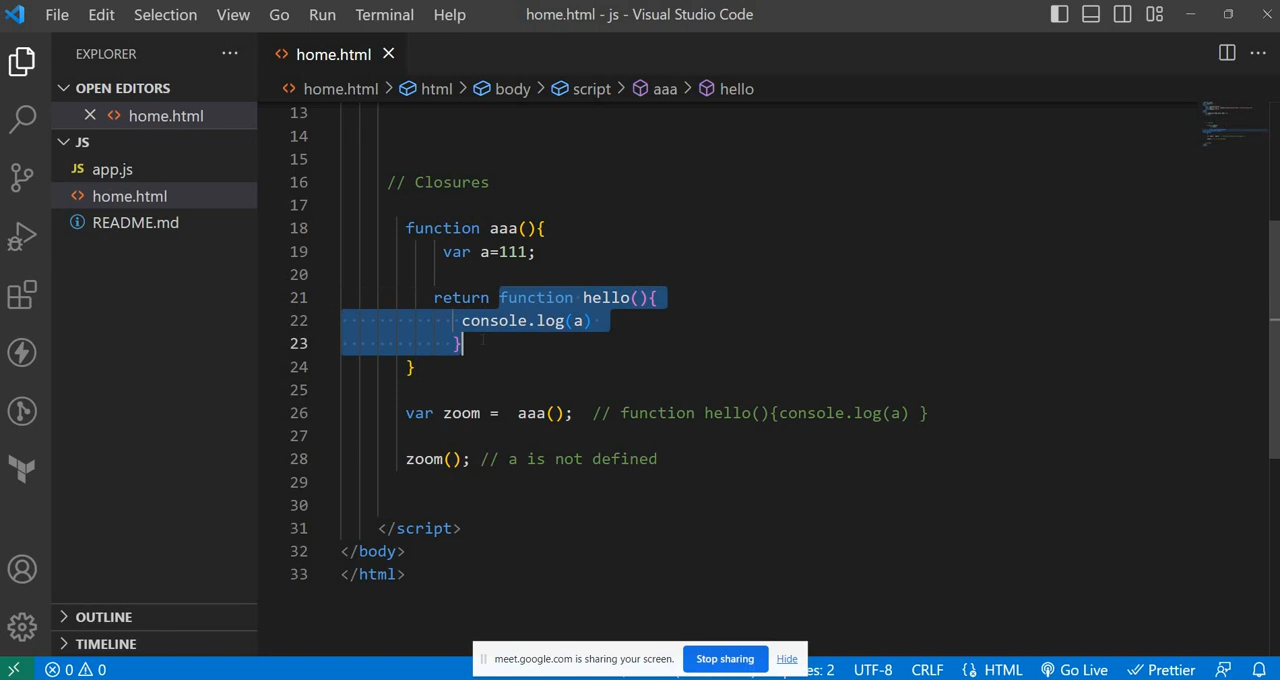 File Edit Selection View Go Run Terminal Help home.html - js - Visual Studio Code
EXPLORER
OPEN EDITORS
home.html
JS
JS app.js
home.html
README.md
OUTLINE
TIMELINE
home.html
home.html > html > body > script > aaa > hello
13
14
15
16 // Closures
17
18 function aaa(){
19 var a=111;
20
21 return function hello(){
22 console.log(a)
23 }
24 }
25
26 var zoom = aaa(); // function hello(){console.log(a) }
27
28 zoom(); // a is not defined
29
30
31 </script>
32 </body>
33 </html>
meet.google.com is sharing your screen. Stop sharing Hide
0 0 es: 2 UTF-8 CRLF {} HTML Go Live Prettier